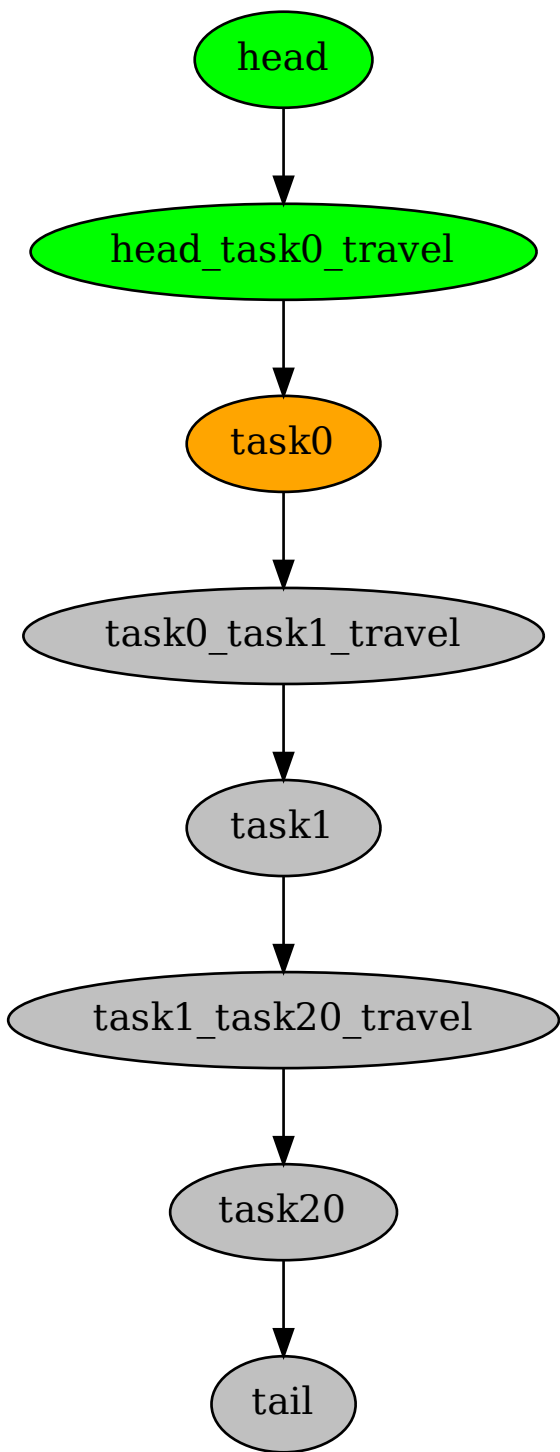 head
head_task0_travel
task0
task0_task1_travel
task1
task1_task20_travel
task20
tail